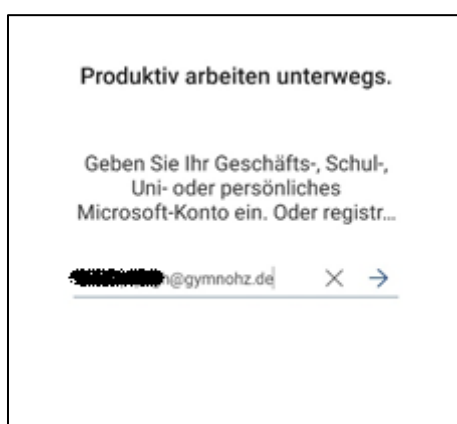 Produktiv arbeiten unterwegs.
Geben Sie Ihr Geschäfts-, Schul-,
Uni- oder persönliches
Microsoft-Konto ein. Oder registr...
@gymnohz.de